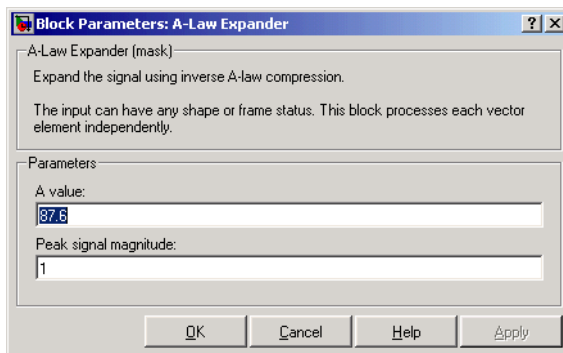 Block Parameters: A-Law Expander
A-Law Expander (mask)
Expand the signal using inverse A-law compression.
The input can have any shape or frame status. This block processes each vector
element independently.
Parameters
A value:
87.6
Peak signal magnitude:
1
OK Cancel Help Apply